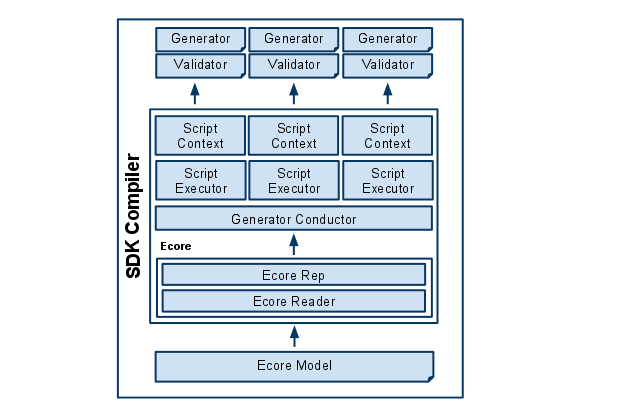 Generator Generator Generator
Validator Validator Validator
Script Script Script
Context Context Context
Script Script Script
Executor Executor Executor
Generator Conductor
Ecore
Ecore Rep
Ecore Reader
Ecore Model
SDK Compiler